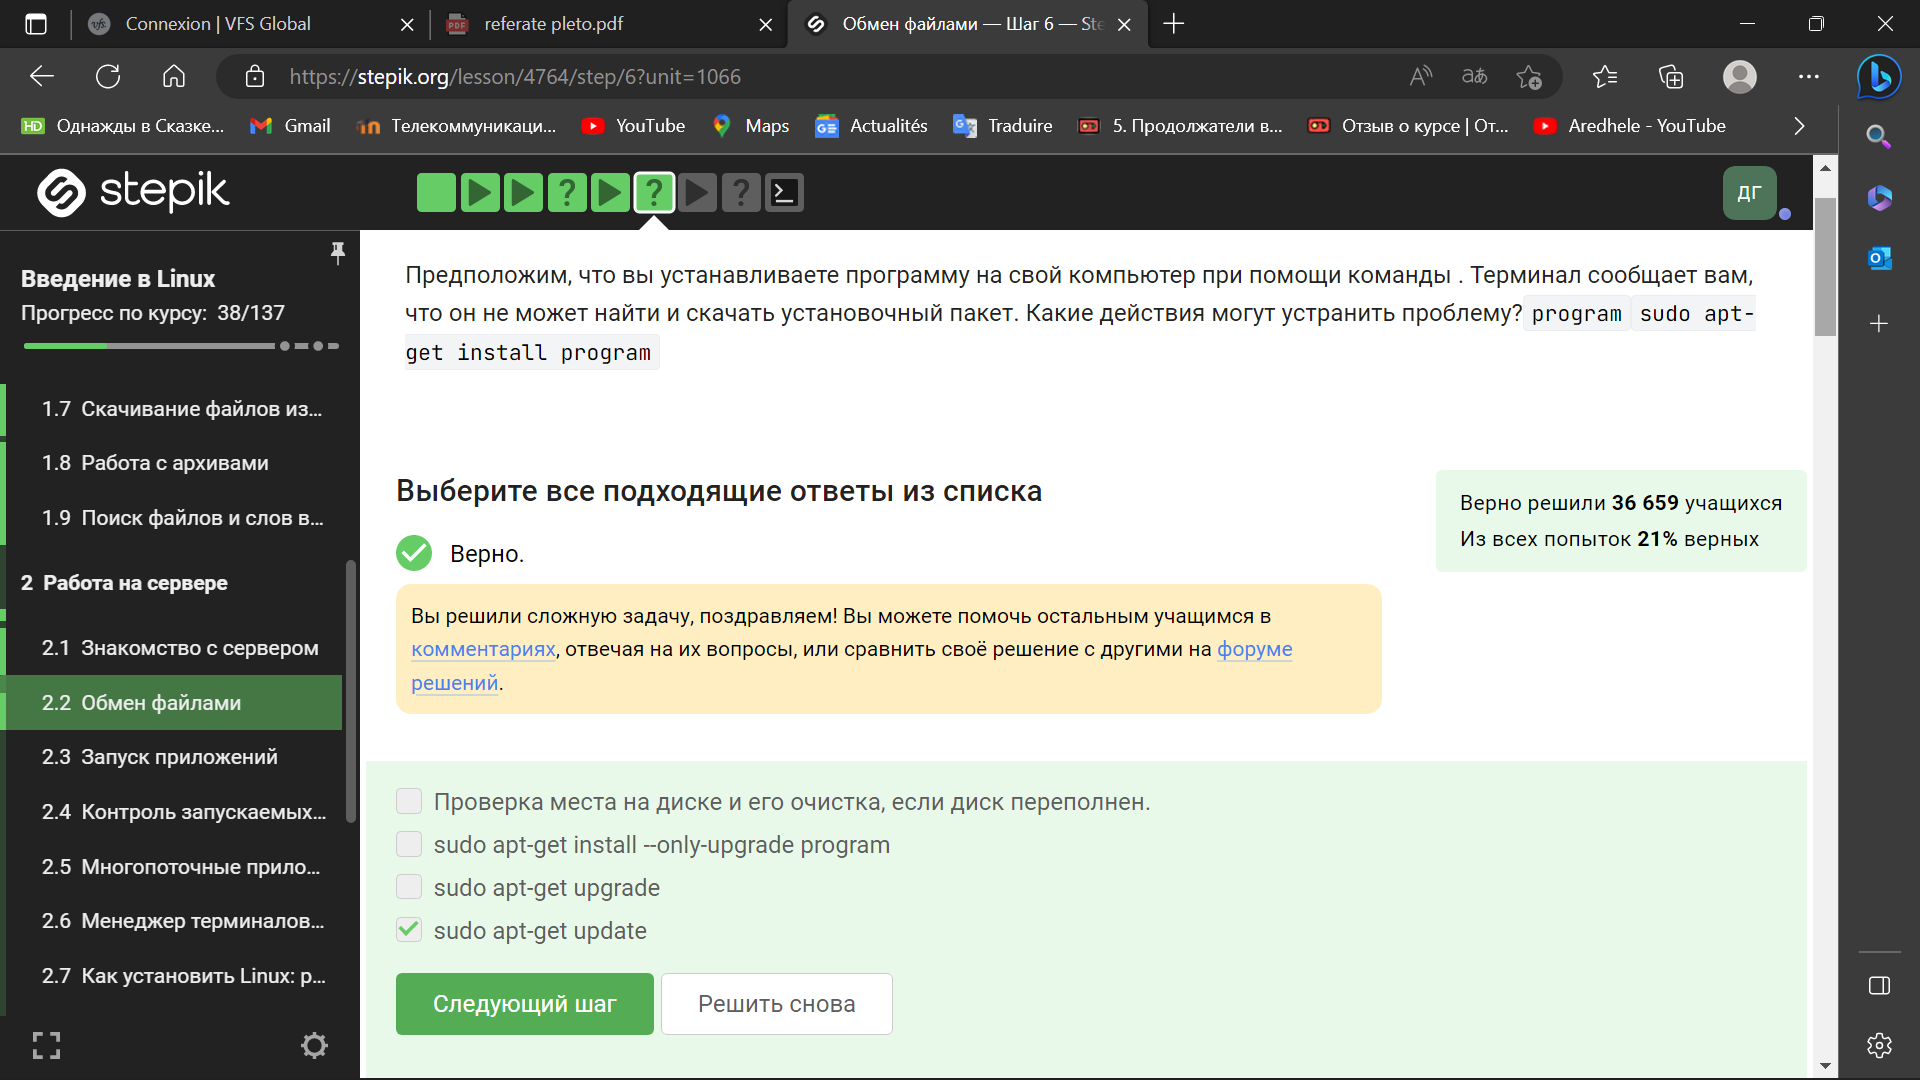 Connexion | VFS Global
referate pleto.pdf
Обмен файлами — Шаг 6 — Ste
https://stepik.org/lesson/4764/step/6?unit=1066
Однажды в Сказке...
Gmail
Телекоммуникаци...
YouTube
Maps
Actualités
Traduire
5. Продолжатели в...
Отзыв о курсе | От...
Aredhele - YouTube
stepik
ДГ
Введение в Linux
Прогресс по курсу: 38/137
1.7 Скачивание файлов из...
1.8 Работа с архивами
1.9 Поиск файлов и слов в...
2 Работа на сервере
2.1 Знакомство с сервером
2.2 Обмен файлами
2.3 Запуск приложений
2.4 Контроль запускаемых...
2.5 Многопоточные прило...
2.6 Менеджер терминалов...
2.7 Как установить Linux: р...
Предположим, что вы устанавливаете программу на свой компьютер при помощи команды . Терминал сообщает вам,
что он не может найти и скачать установочный пакет. Какие действия могут устранить проблему? program sudo apt-
get install program
Выберите все подходящие ответы из списка
Верно решили 36 659 учащихся
Из всех попыток 21% верных
Верно.
Вы решили сложную задачу, поздравляем! Вы можете помочь остальным учащимся в
комментариях, отвечая на их вопросы, или сравнить своё решение с другими на форуме
решений.
Проверка места на диске и его очистка, если диск переполнен.
sudo apt-get install --only-upgrade program
sudo apt-get upgrade
sudo apt-get update
Следующий шаг
Решить снова